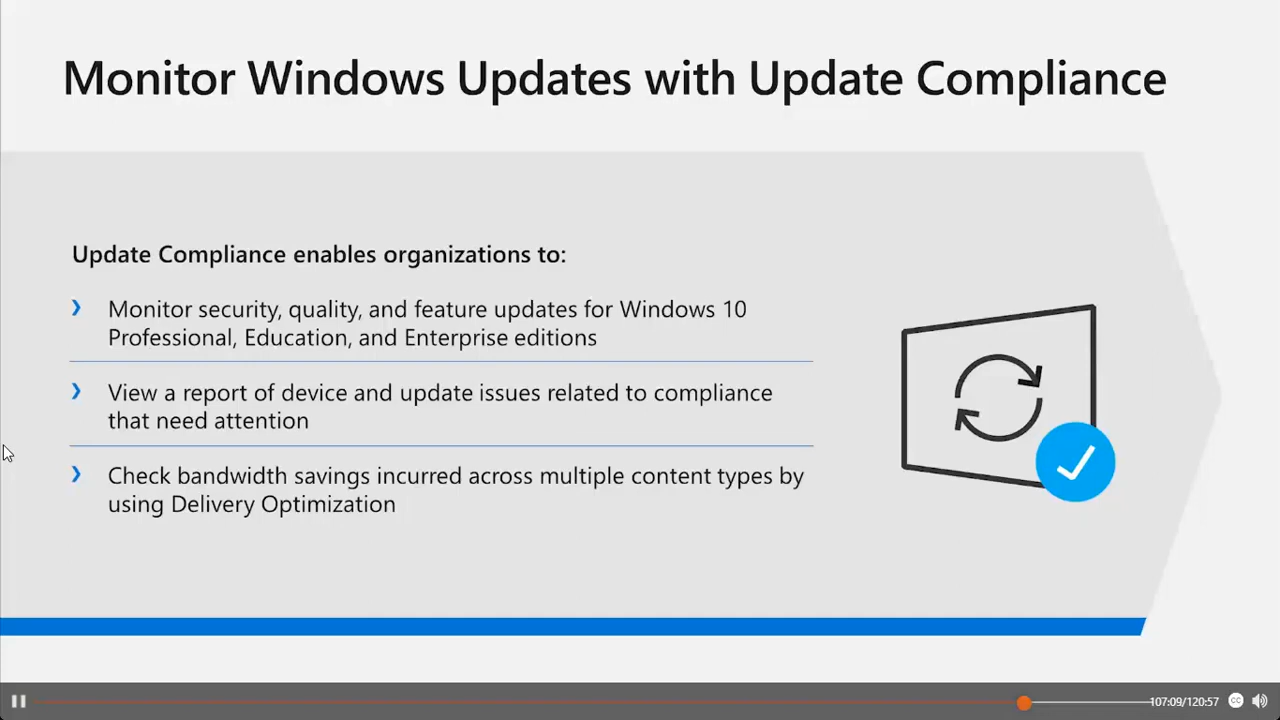 Monitor Windows Updates with Update Compliance
Update Compliance enables organizations to:
Monitor security, quality, and feature updates for Windows 10
Professional, Education, and Enterprise editions
View a report of device and update issues related to compliance
that need attention
Check bandwidth savings incurred across multiple content types by
using Delivery Optimization
107:09/120:57
CC